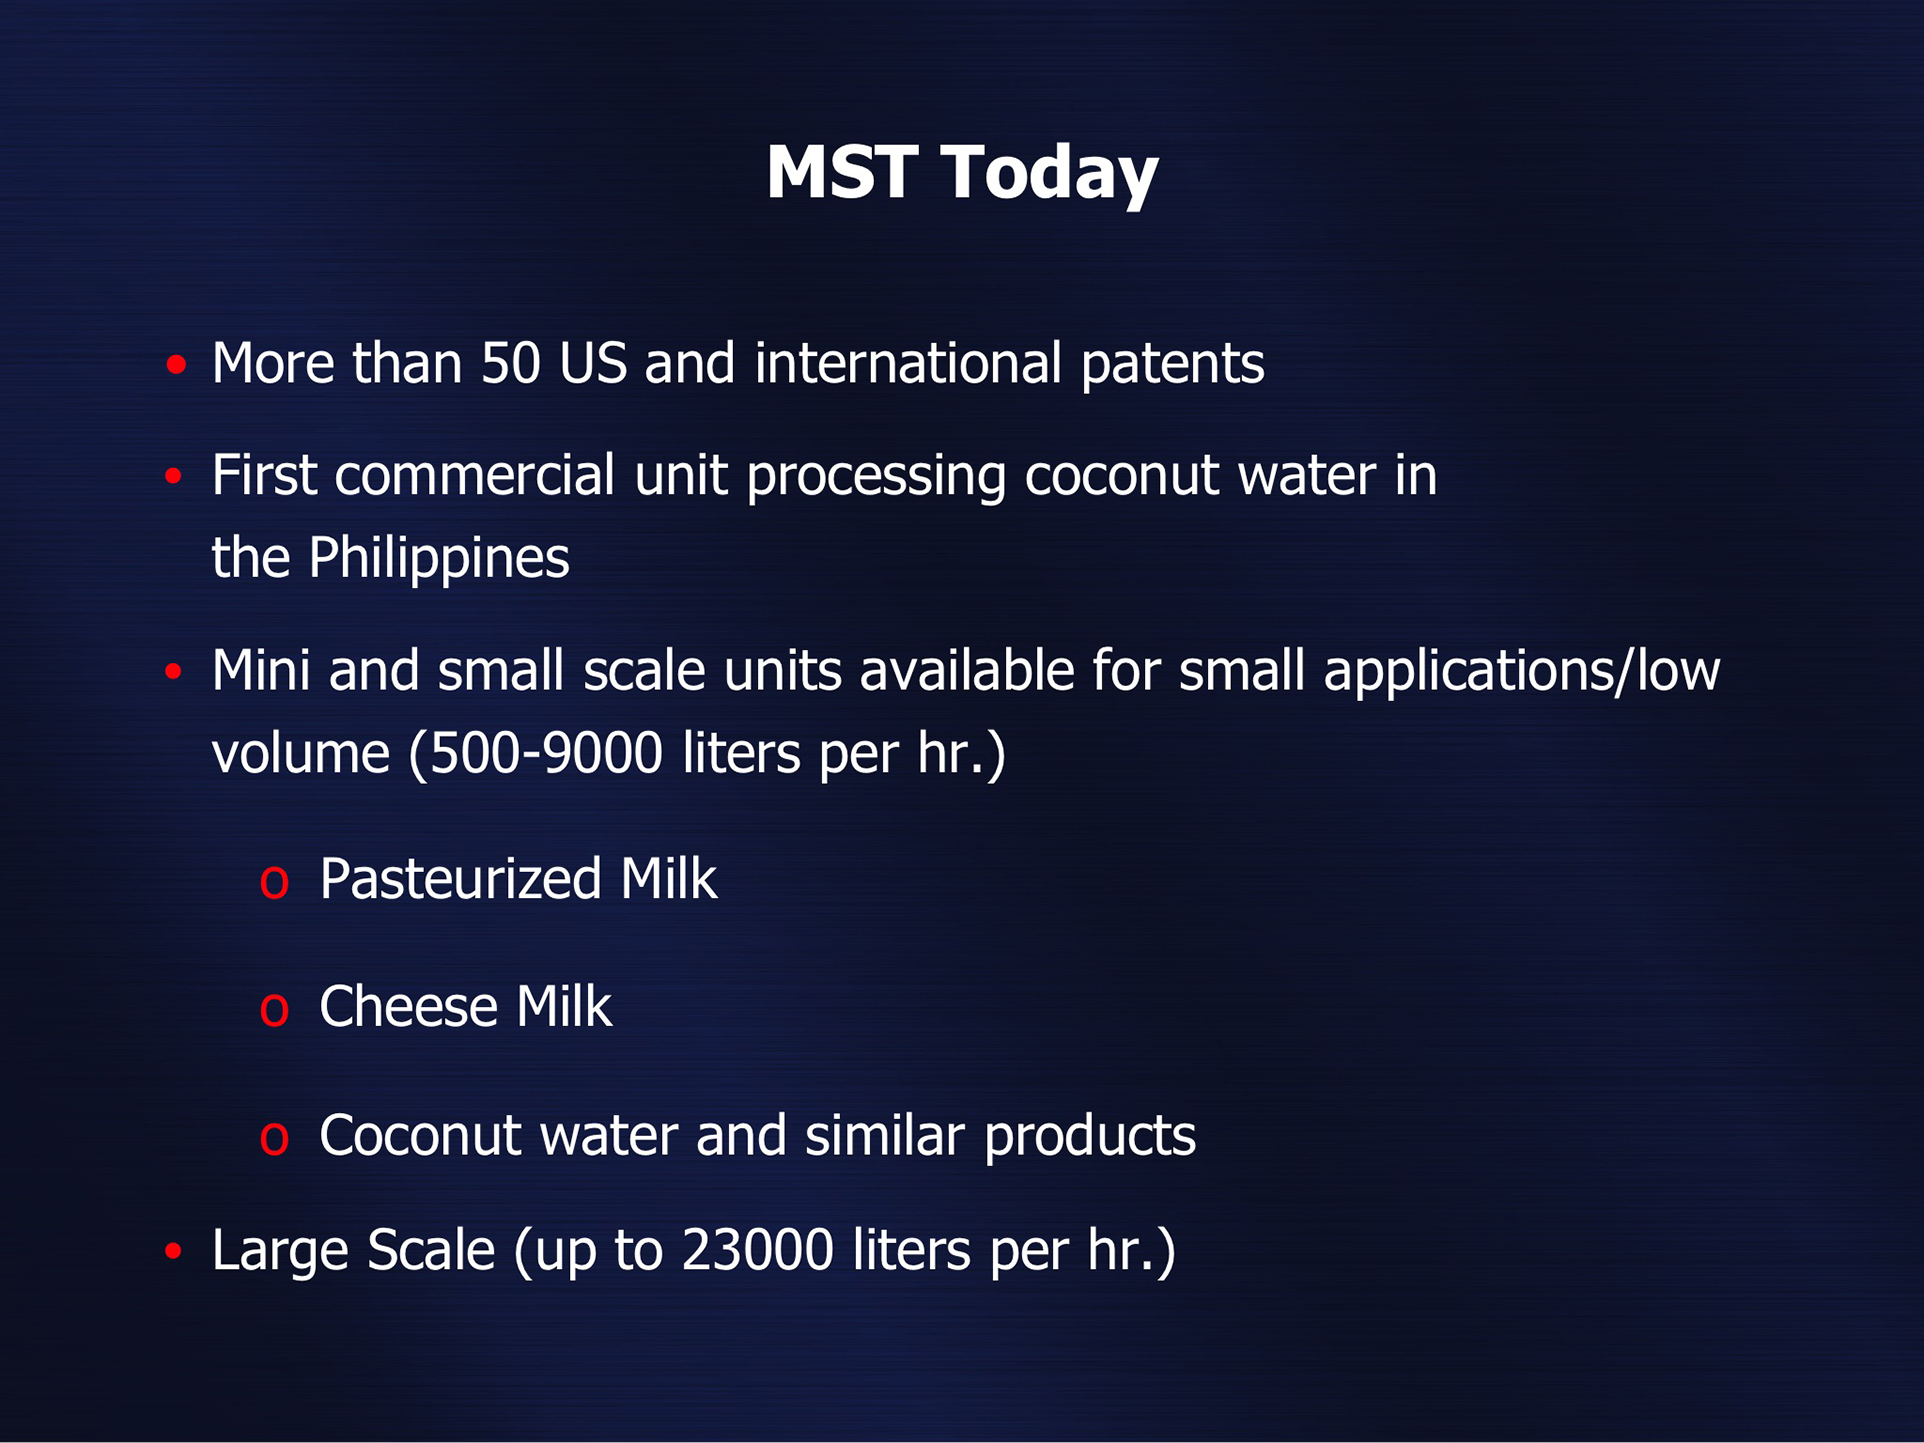 MST Today
• More than 50 US and international patents
• First commercial unit processing coconut water in
the Philippines
• Mini and small scale units available for small applications/low
volume (500-9000 liters per hr.)
o Pasteurized Milk
o Cheese Milk
o Coconut water and similar products
• Large Scale (up to 23000 liters per hr.)